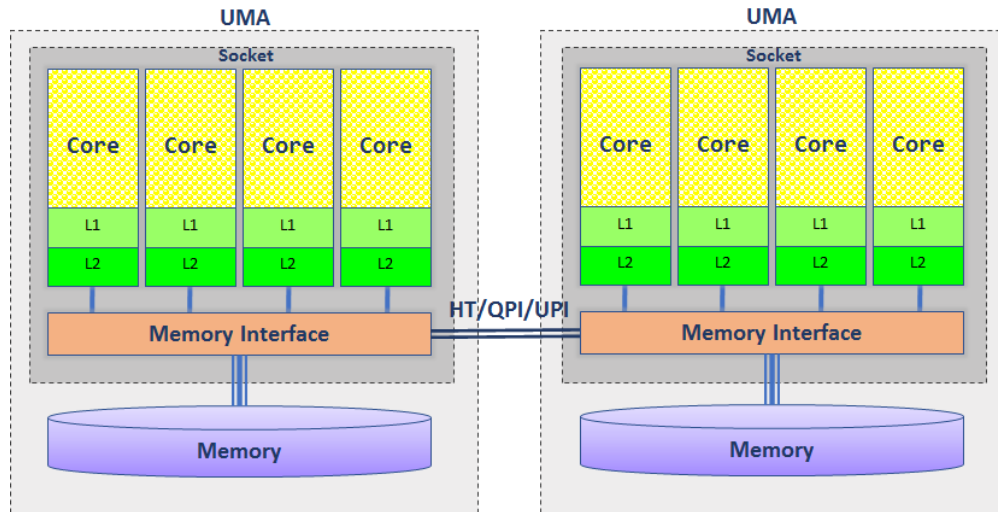 UMA
Socket
Core Core Core Core
L1 L1 L1 L1
L2 L2 L2 L2
Memory Interface
Memory
HT/QPI/UPI
UMA
Socket
Core Core Core Core
L1 L1 L1 L1
L2 L2 L2 L2
Memory Interface
Memory